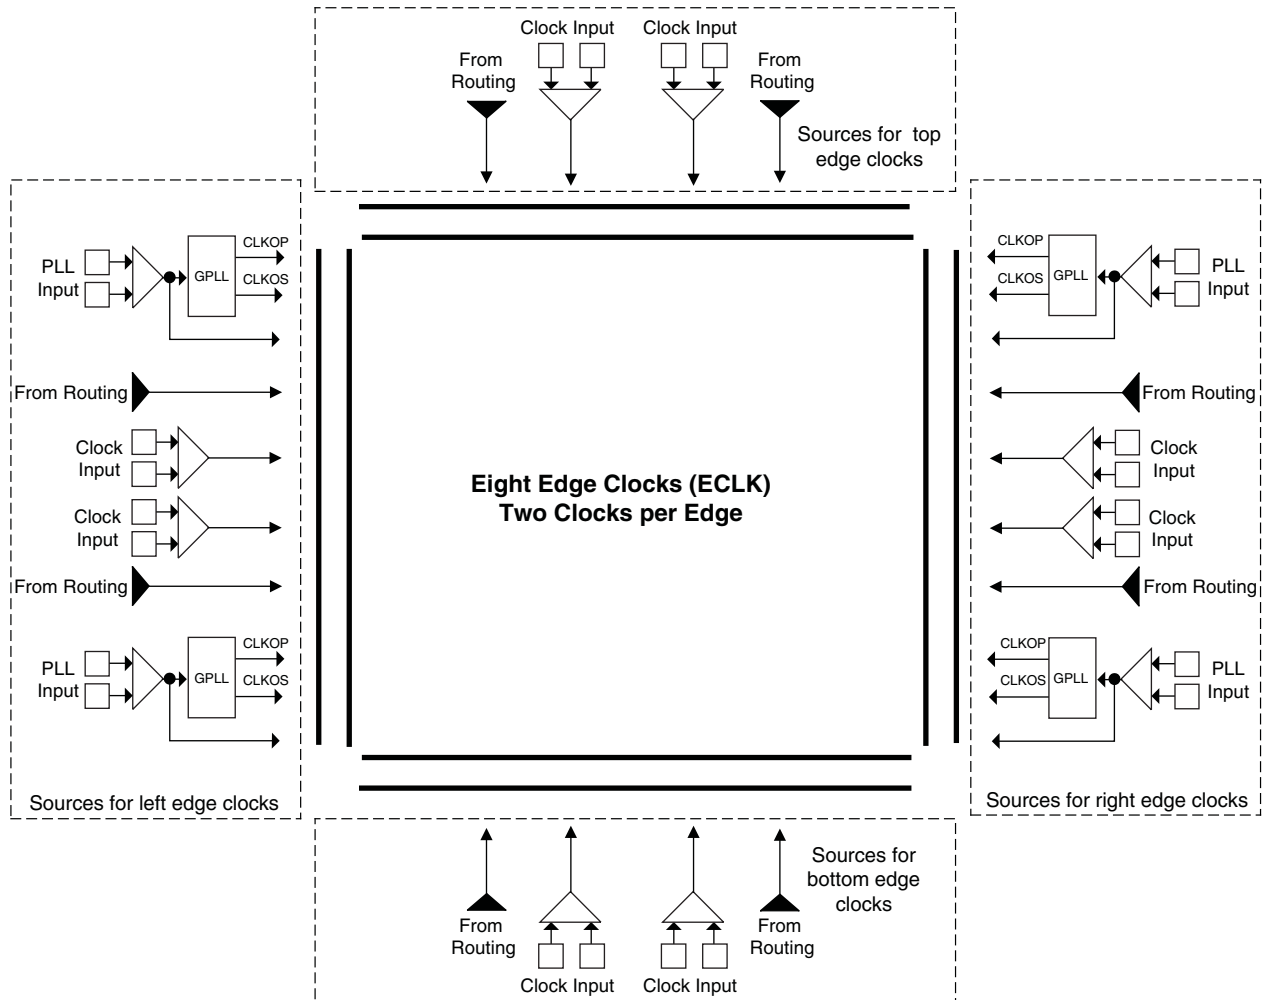 Clock Input
Clock Input
From
Routing
From
Routing
Sources for top
edge clocks
PLL
Input
GPLL
CLKOP
CLKOS
From Routing
Clock
Input
Clock
Input
From Routing
PLL
Input
GPLL
CLKOP
CLKOS
Sources for left edge clocks
Eight Edge Clocks (ECLK)
Two Clocks per Edge
CLKOP
CLKOS
GPLL
PLL
Input
From Routing
Clock
Input
Clock
Input
From Routing
CLKOP
CLKOS
GPLL
PLL
Input
Sources for right edge clocks
Sources for
bottom edge
clocks
From
Routing
From
Routing
Clock Input
Clock Input